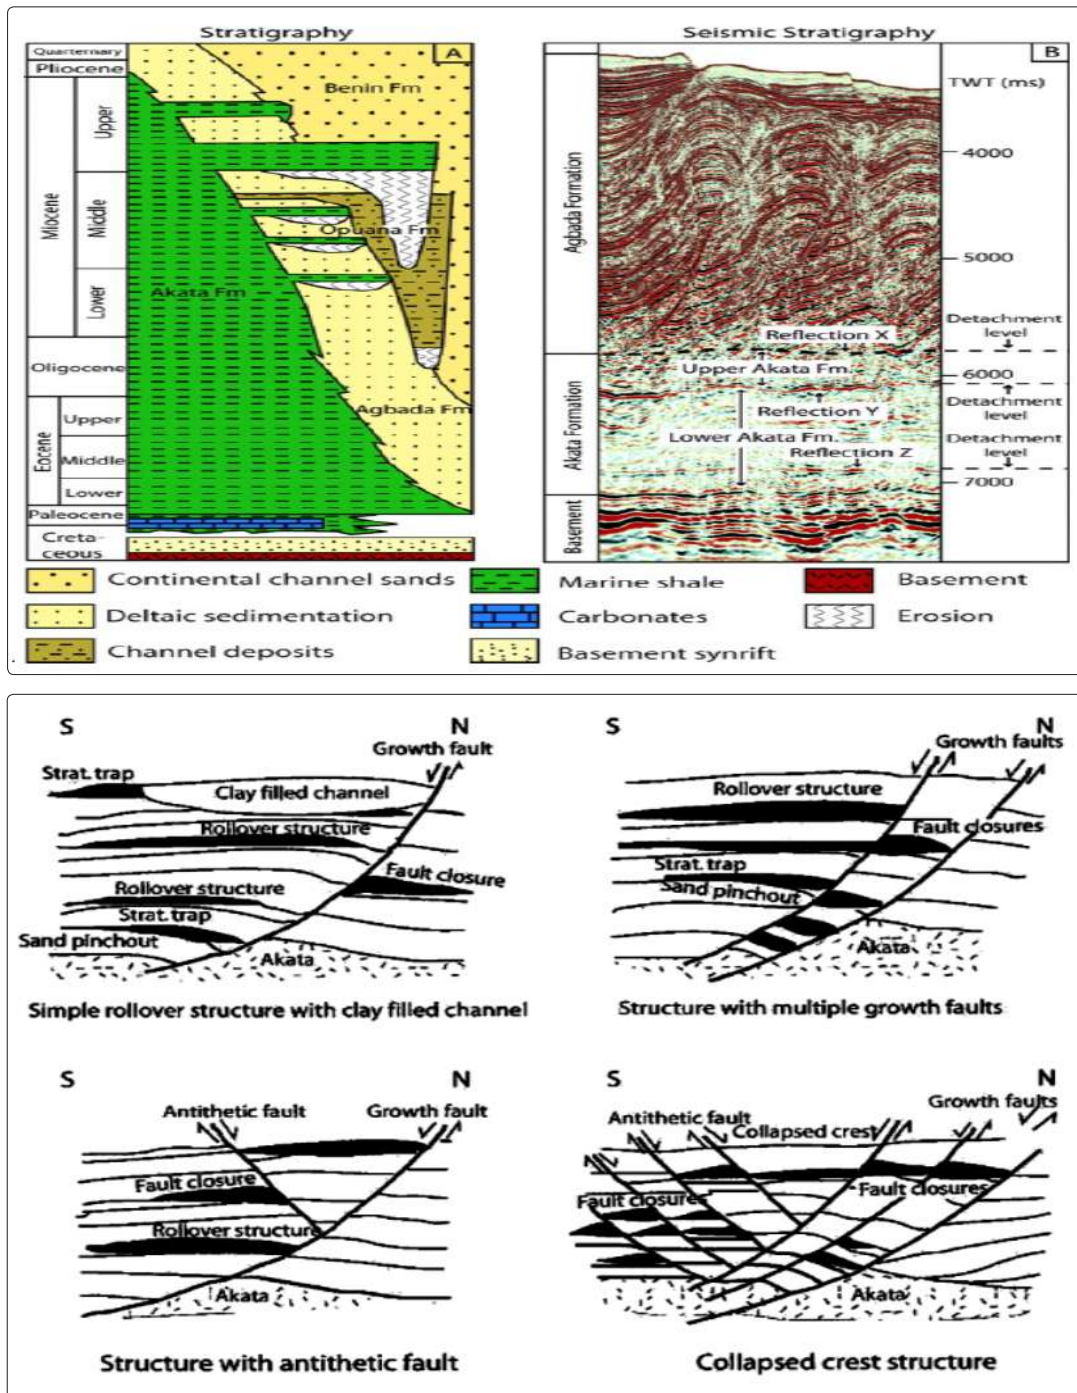 Stratigraphy
A
Quarternary
Pliocene
Miocene
Upper
Middle
Lower
Oligocene
Eocene
Upper
Middle
Lower
Paleocene
Creta-
ceous
Benin Fm
Opuana Fm
Akata Fm
Agbada Fm
Seismic Stratigraphy
B
TWT (ms)
4000
5000
6000
7000
Agbada Formation
Akata Formation
Basement
Reflection X
Upper Akata Fm.
Reflection Y
Lower Akata Fm.
Reflection Z
Detachment
level
Detachment
level
Detachment
level
Continental channel sands
Marine shale
Basement
Deltaic sedimentation
Carbonates
Erosion
Channel deposits
Basement synrift
S
N
Growth fault
Strat. trap
Clay filled channel
Rollover structure
Fault closure
Rollover structure
Strat. trap
Sand pinchout
Akata
Simple rollover structure with clay filled channel
S
N
Growth faults
Rollover structure
Fault closures
Strat. trap
Sand pinchout
Akata
Structure with multiple growth faults
S
N
Antithetic fault
Growth fault
Fault closure
Rollover structure
Akata
Structure with antithetic fault
S
N
Growth faults
Antithetic fault
Collapsed crest
Fault closures
Fault closures
Akata
Collapsed crest structure